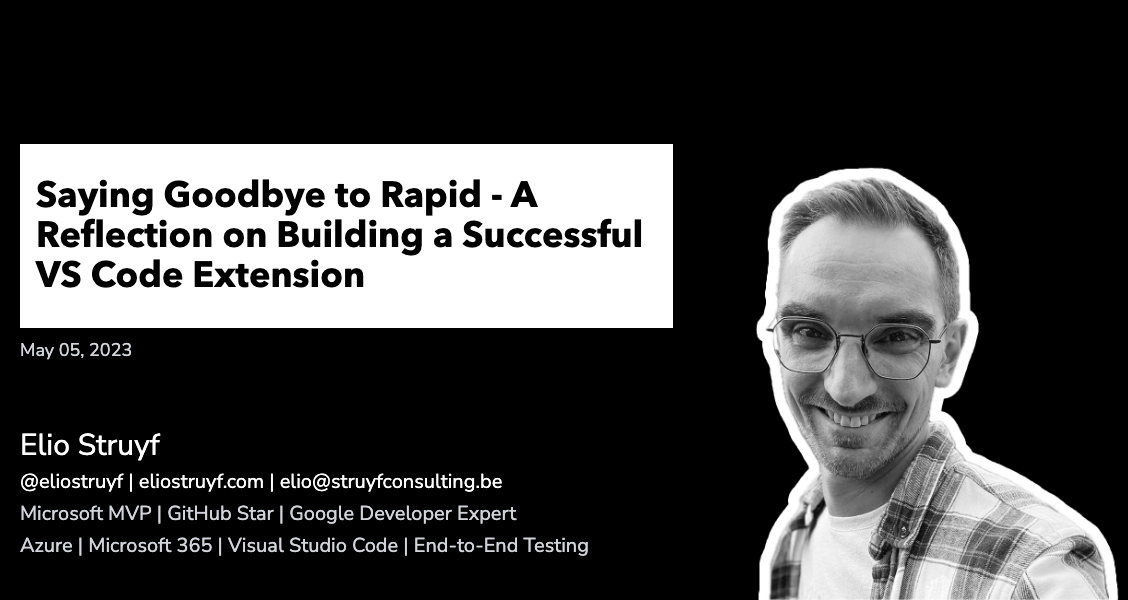 Saying Goodbye to Rapid - A
Reflection on Building a Successful
VS Code Extension
May 05, 2023
Elio Struyf
@eliostruyf | eliostruyf.com | elio@struyfconsulting.be
Microsoft MVP | GitHub Star | Google Developer Expert
Azure | Microsoft 365 | Visual Studio Code | End-to-End Testing